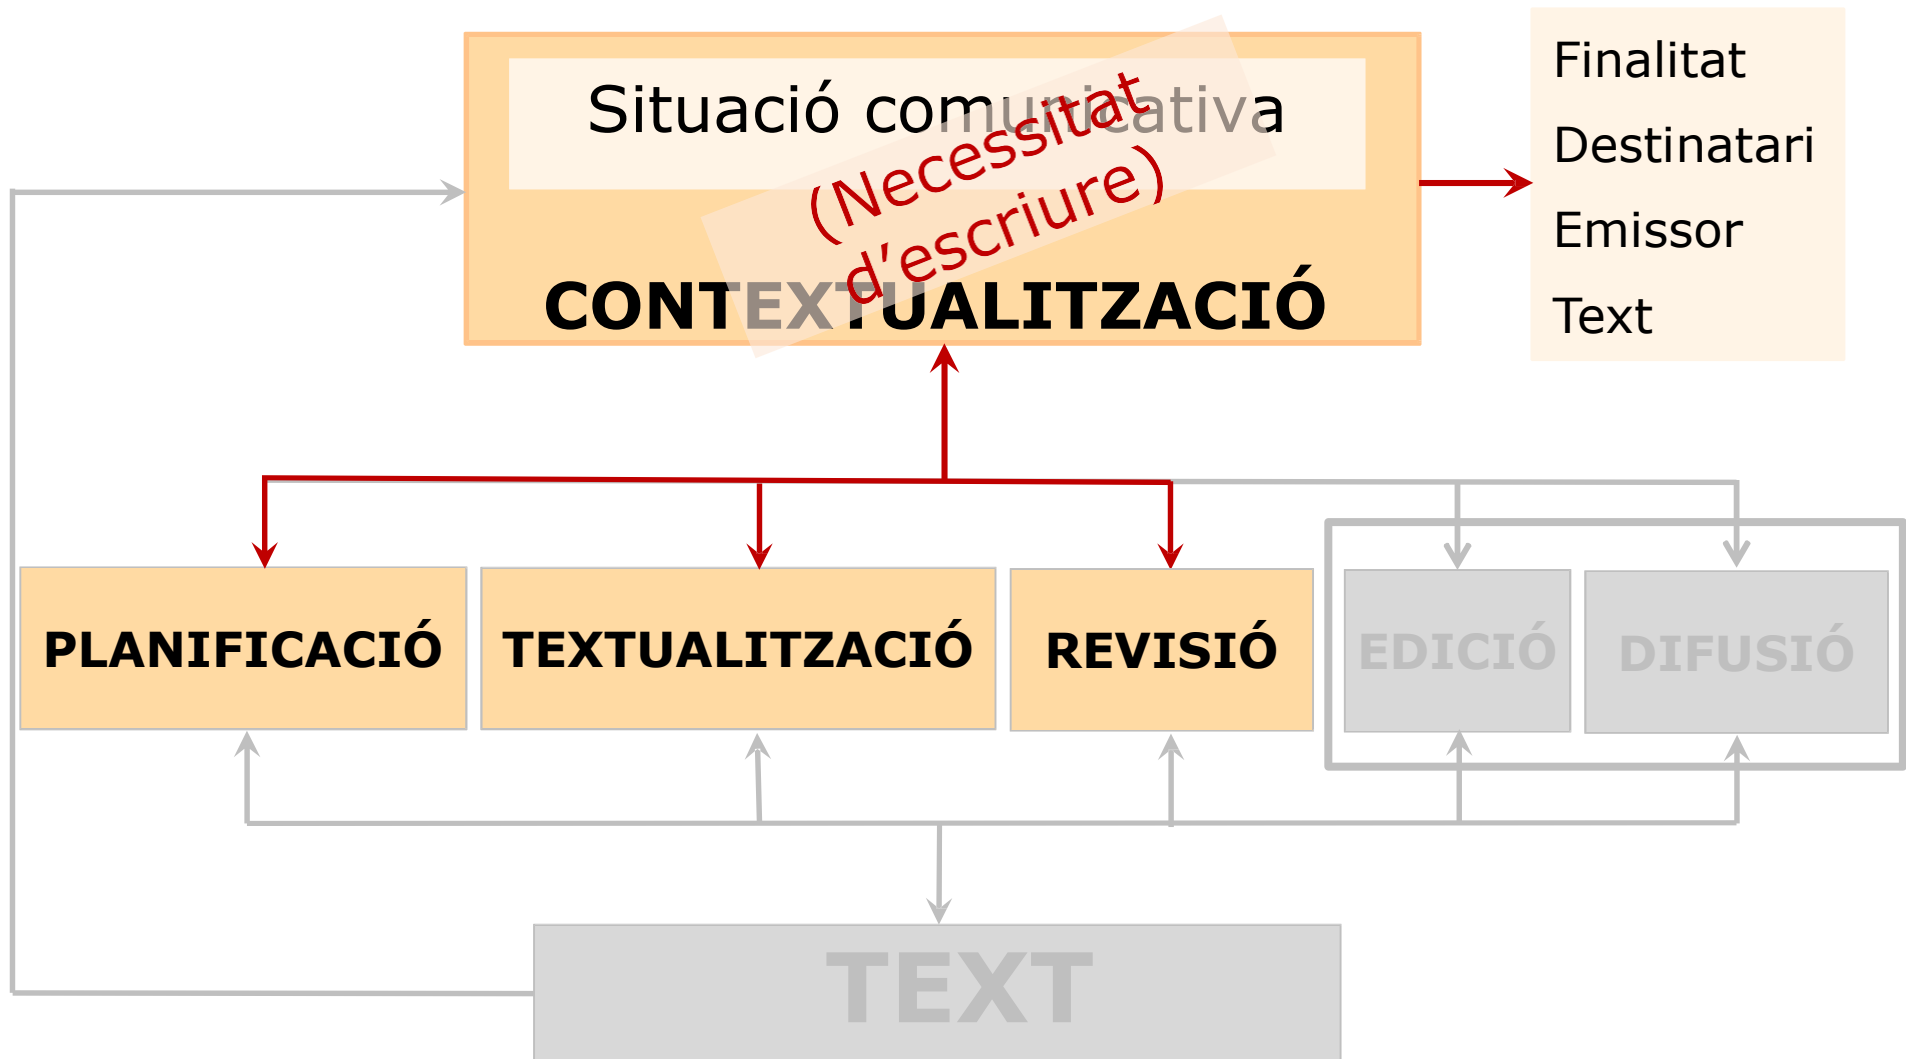 Situació comunicativa
(Necessitat
d’escriure)
CONTEXTUALITZACIÓ
Finalitat
Destinatari
Emissor
Text
PLANIFICACIÓ
TEXTUALITZACIÓ
REVISIÓ
EDICIÓ
DIFUSIÓ
TEXT